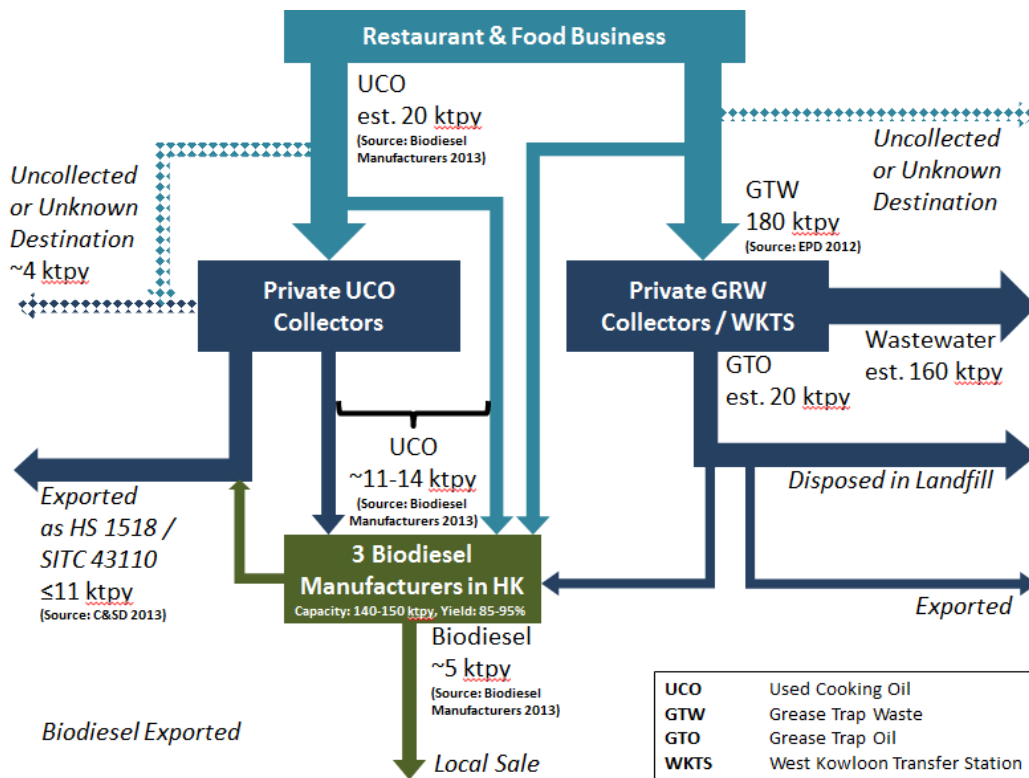 Restaurant & Food Business
UCO
est. 20 ktpy
(Source: Biodiesel
Manufacturers 2013)
Uncollected
or Unknown
Destination
~4 ktpy
Uncollected
or Unknown
Destination
GTW
180 ktpy
(Source: EPD 2012)
Private UCO
Collectors
Private GRW
Collectors / WKTS
Wastewater
est. 160 ktpy
GTO
est. 20 ktpy
UCO
~11-14 ktpy
(Source: Biodiesel
Manufacturers 2013)
Disposed in Landfill
Exported
as HS 1518 /
SITC 43110
≤11 ktpy
(Source: C&SD 2013)
3 Biodiesel
Manufacturers in HK
Capacity: 140-150 ktpy, Yield: 85-95%
Exported
Biodiesel
~5 ktpy
(Source: Biodiesel
Manufacturers 2013)
Biodiesel Exported
Local Sale
UCO Used Cooking Oil
GTW Grease Trap Waste
GTO Grease Trap Oil
WKTS West Kowloon Transfer Station